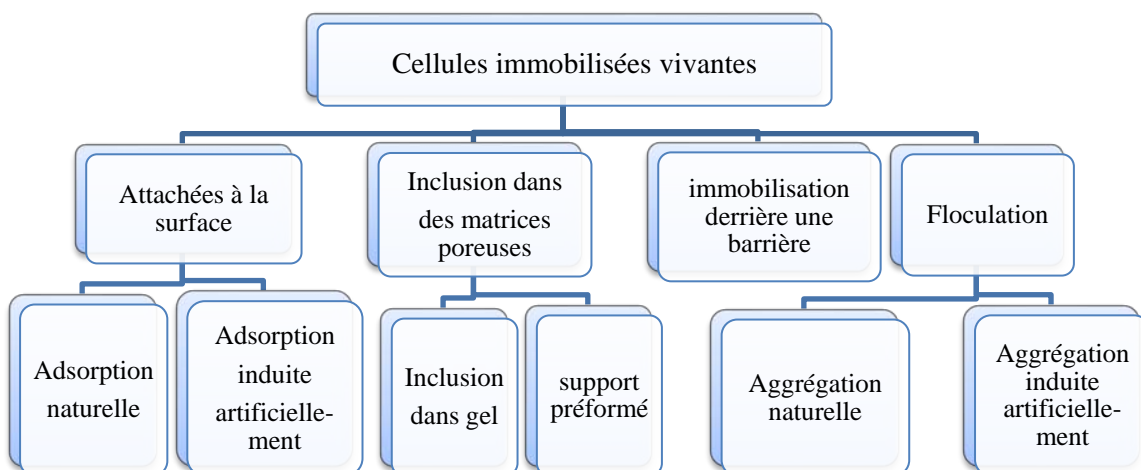 Cellules immobilisées vivantes
Attachées à la
surface
Inclusion dans
des matrices
poreuses
immobilisation
derrière une
barrière
Floculation
Adsorption
naturelle
Adsorption
induite
artificielle-
ment
Inclusion
dans gel
support
préformé
Aggrégation
naturelle
Aggrégation
induite
artificielle-
ment